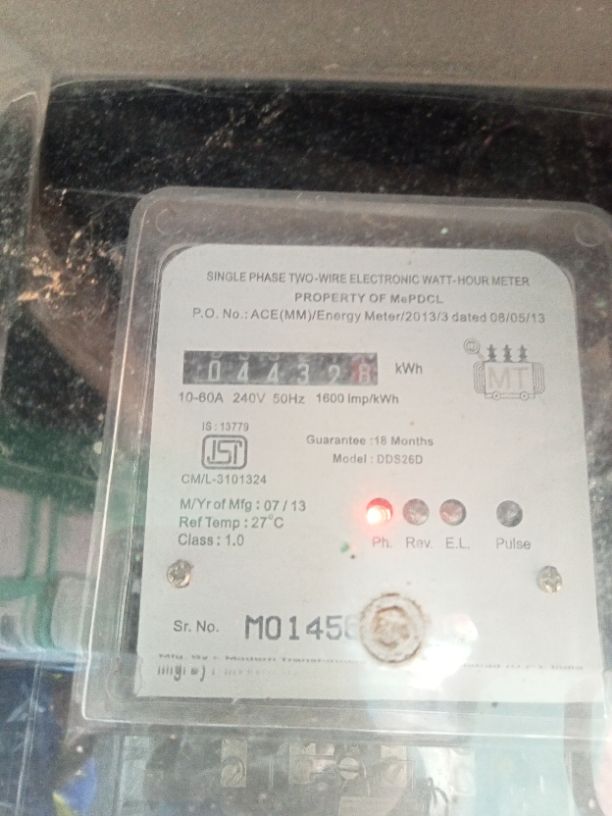 SINGLE PHASE TWO-WIRE ELECTRONIC WATT-HOUR METER
PROPERTY OF MePDCL
P.O. No.: ACE(MM)/Energy Meter/2013/3 dated 08/05/13
044328 kWh
MT
10-60A 240V 50Hz 1600 imp/kWh
IS : 13779
ISI
CM/L-3101324
Guarantee :18 Months
Model : DDS26D
M/Yr of Mfg : 07 / 13
Ref Temp : 27°C
Class : 1.0
Ph. Rev. E.L. Pulse
Sr. No. M0145